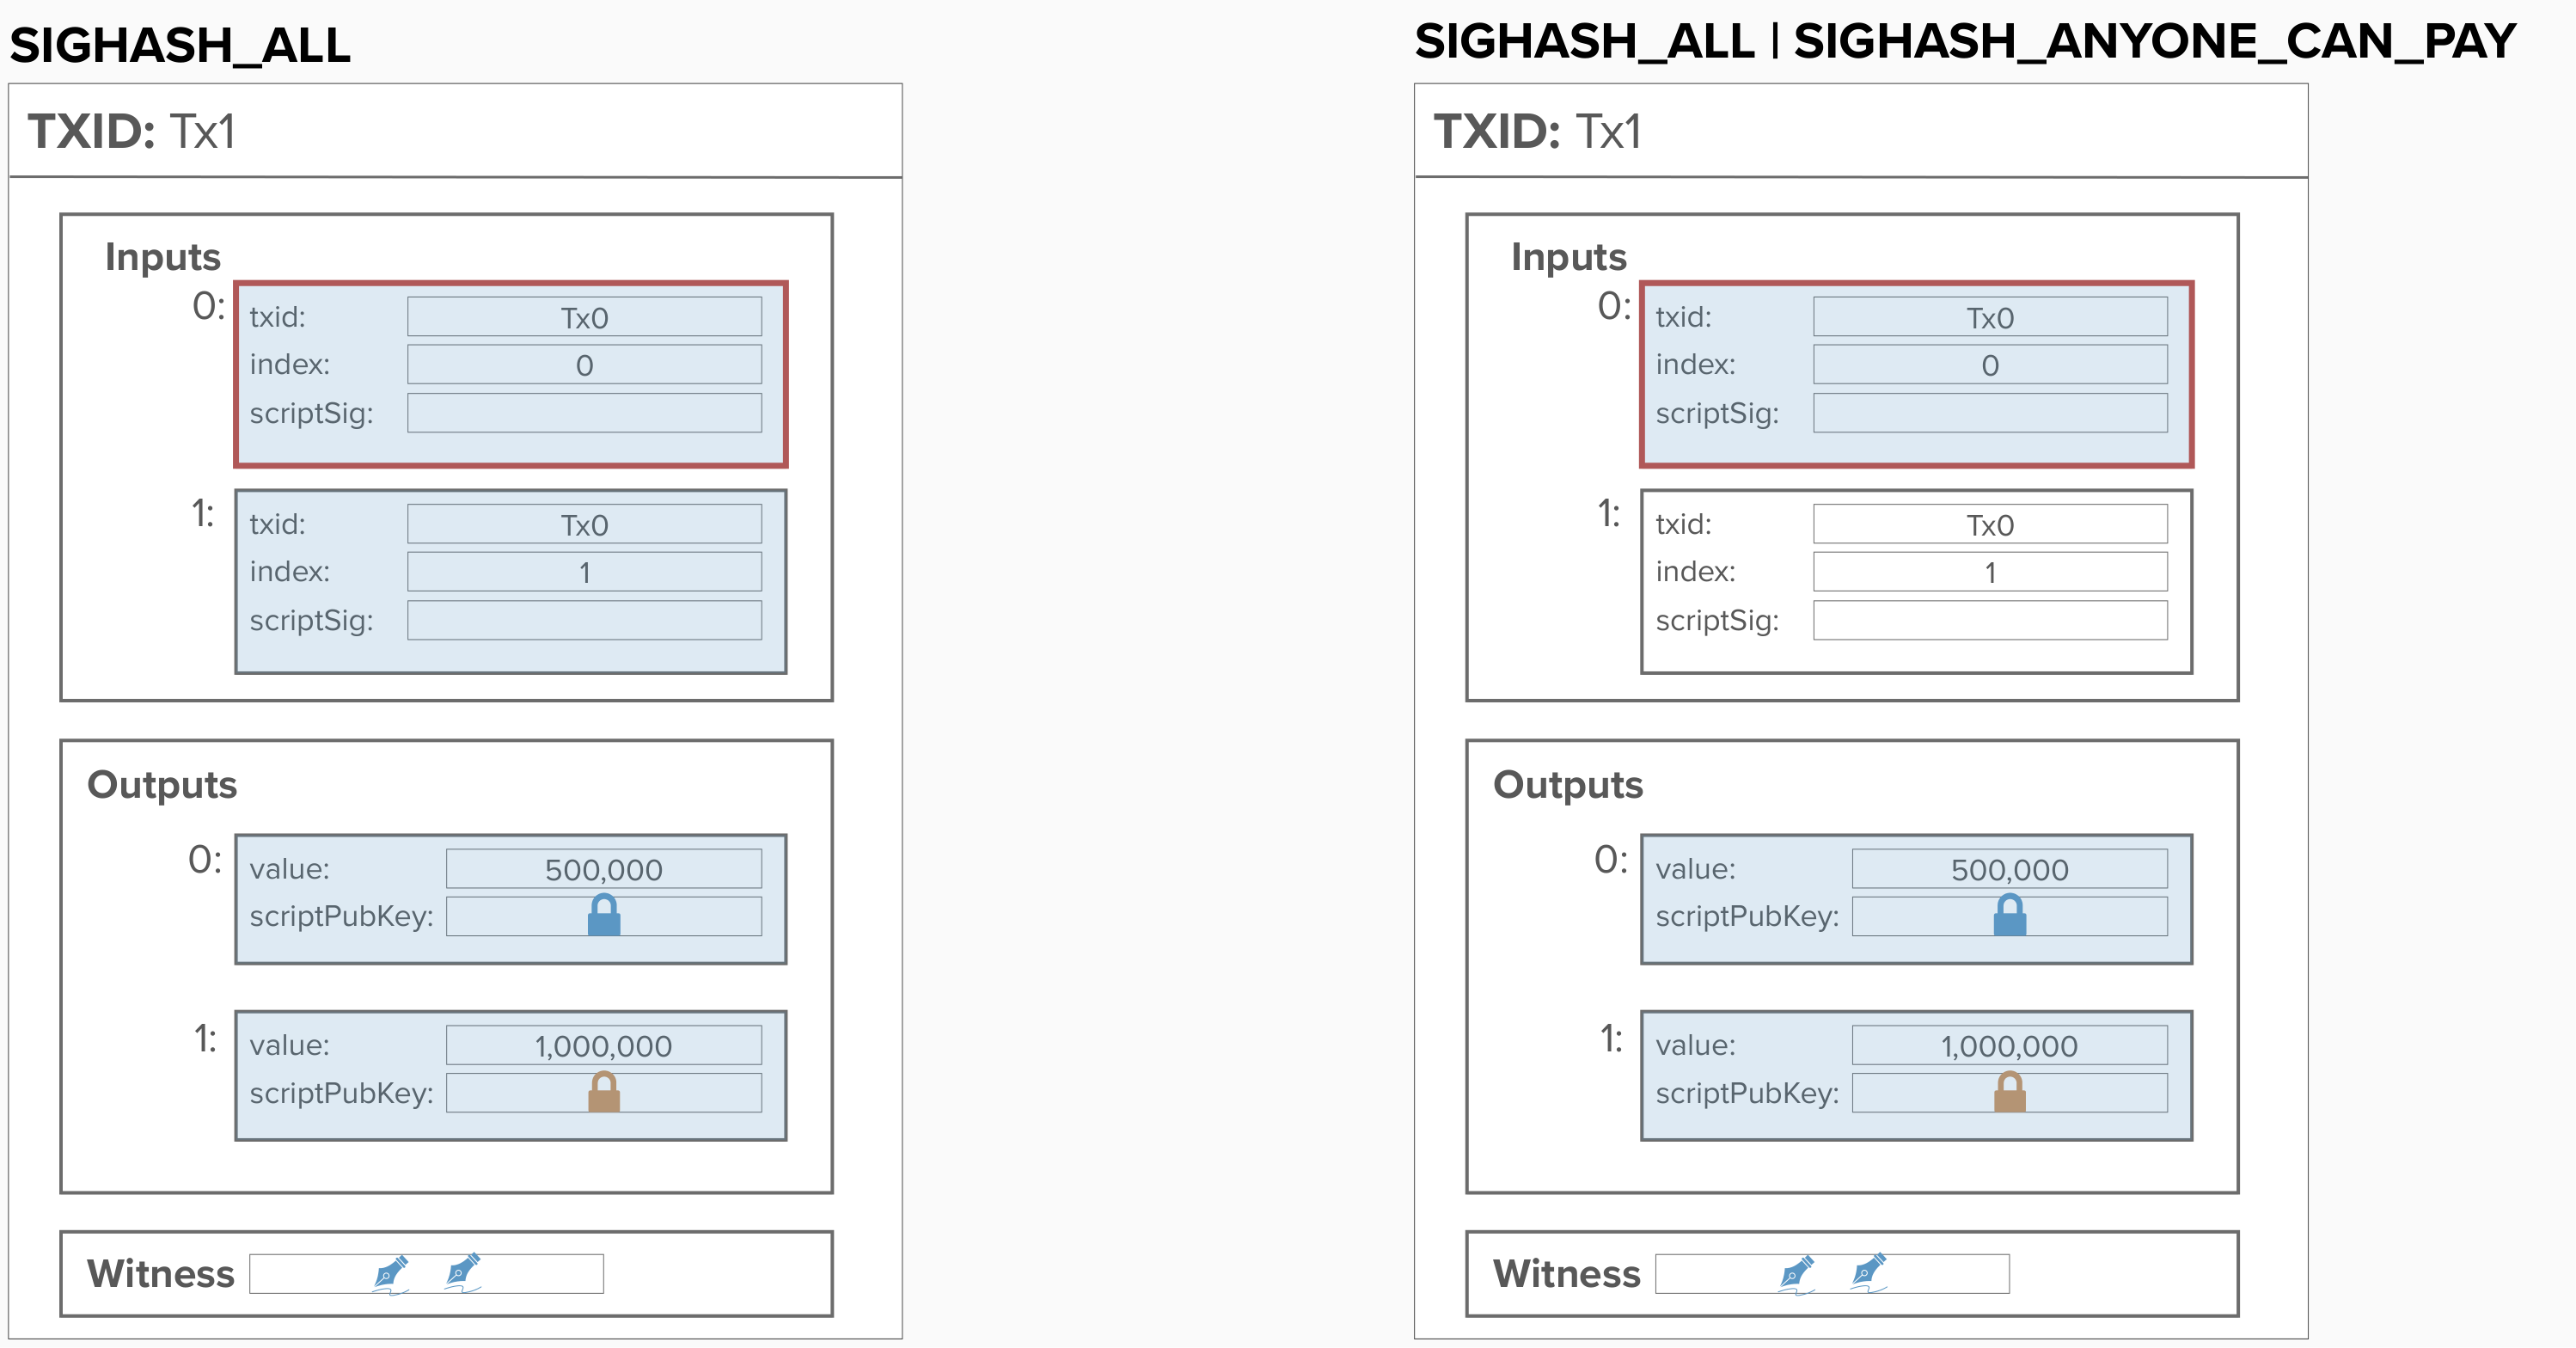 SIGHASH_ALL
TXID: Tx1
Inputs
0:
txid: Tx0
index: 0
scriptSig:
1:
txid: Tx0
index: 1
scriptSig:
Outputs
0:
value: 500,000
scriptPubKey:
1:
value: 1,000,000
scriptPubKey:
Witness
SIGHASH_ALL | SIGHASH_ANYONE_CAN_PAY
TXID: Tx1
Inputs
0:
txid: Tx0
index: 0
scriptSig:
1:
txid: Tx0
index: 1
scriptSig:
Outputs
0:
value: 500,000
scriptPubKey:
1:
value: 1,000,000
scriptPubKey:
Witness